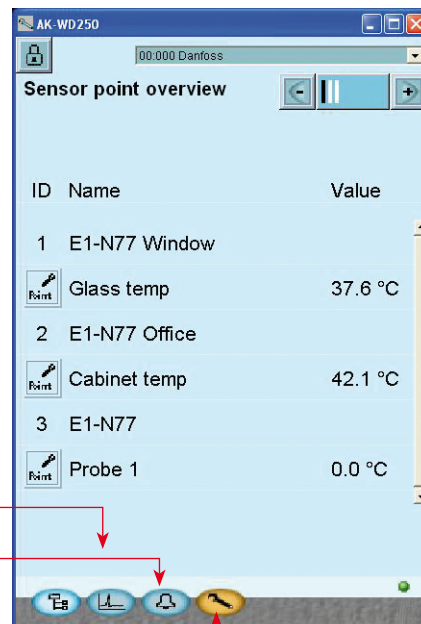 AK-WD250
00:000 Danfoss
Sensor point overview
ID Name Value
1 E1-N77 Window
Point Glass temp 37.6 °C
2 E1-N77 Office
Point Cabinet temp 42.1 °C
3 E1-N77
Point Probe 1 0.0 °C